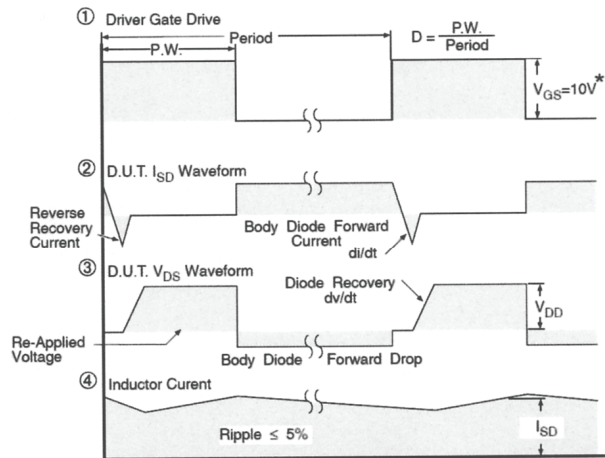 ① Driver Gate Drive
P.W.
Period
D = P.W.
Period
V_GS=10V*
② D.U.T. I_SD Waveform
Reverse
Recovery
Current
Body Diode Forward
Current
di/dt
③ D.U.T. V_DS Waveform
Diode Recovery
dv/dt
V_DD
Re-Applied
Voltage
Body Diode Forward Drop
④ Inductor Curent
Ripple ≤ 5%
I_SD